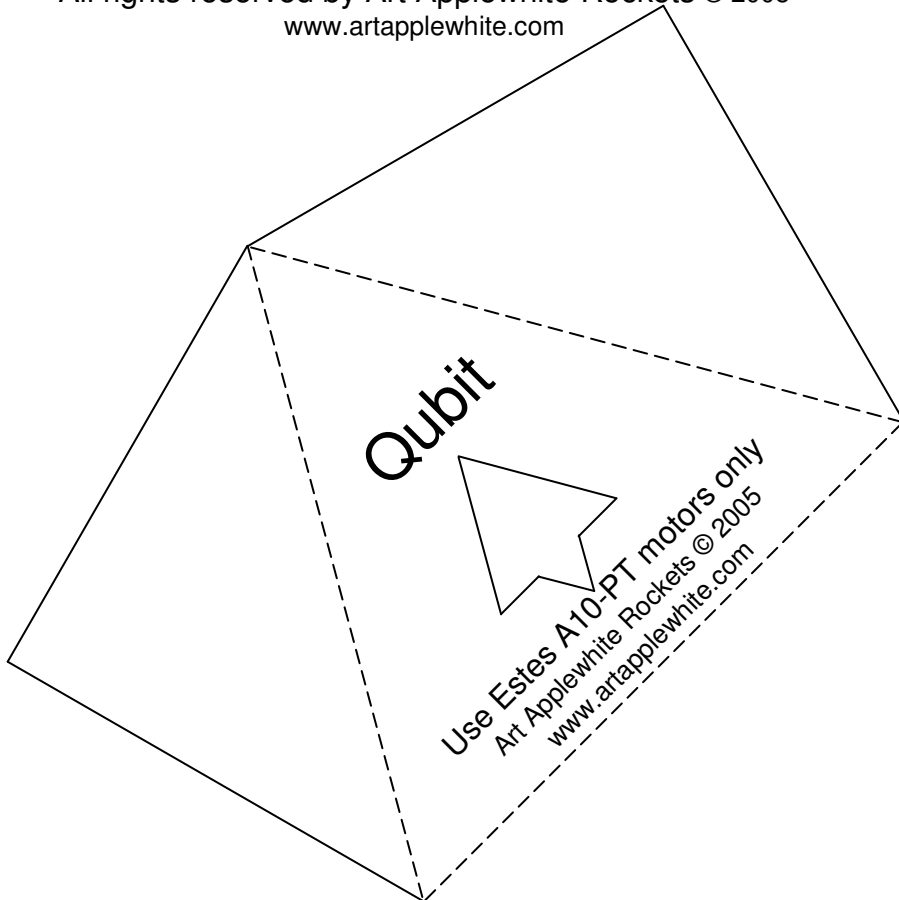 All rights reserved by Art Applewhite Rockets © 2005
www.artapplewhite.com
Qubit
Use Estes A10-PT motors only
Art Applewhite Rockets © 2005
www.artapplewhite.com